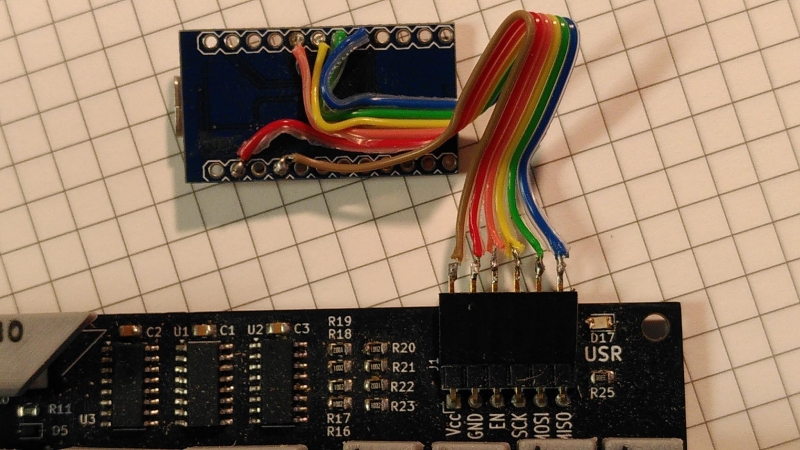 R19
R18
C2
U1
C1
U2
C3
R20
D17
USR
R21
J1
R22
R25
R11
R23
U3
D5
R17
R16
Vcc
GND
EN
SCK
MOSI
MISO